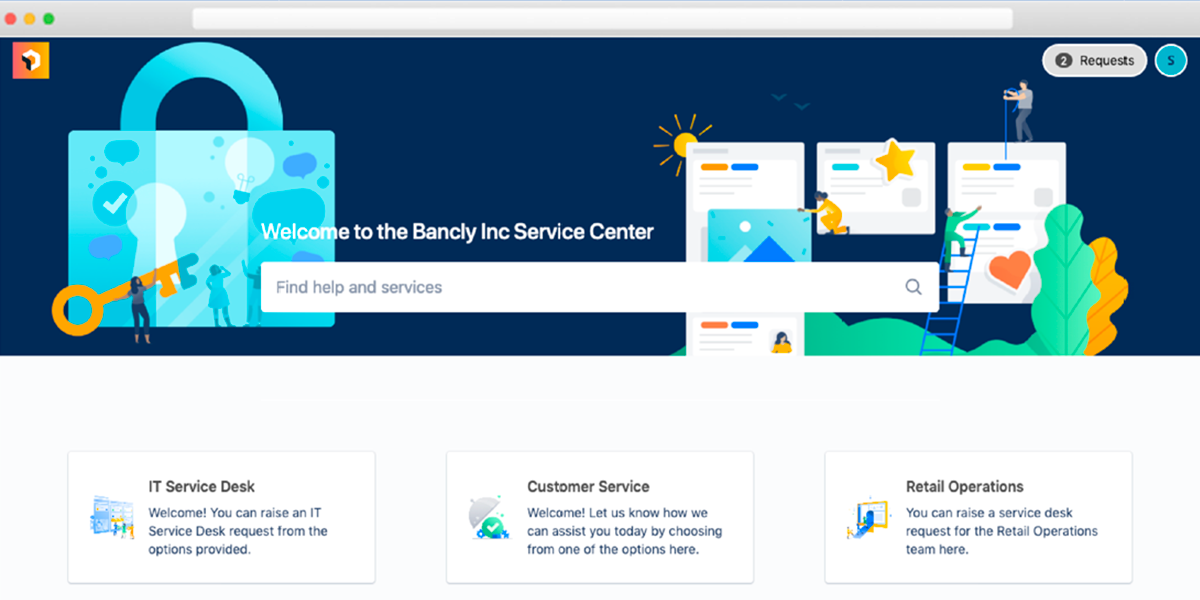 2 Requests
S
Welcome to the Bancly Inc Service Center
Find help and services
IT Service Desk
Welcome! You can raise an IT
Service Desk request from the
options provided.
Customer Service
Welcome! Let us know how we
can assist you today by choosing
from one of the options here.
Retail Operations
You can raise a service desk
request for the Retail Operations
team here.